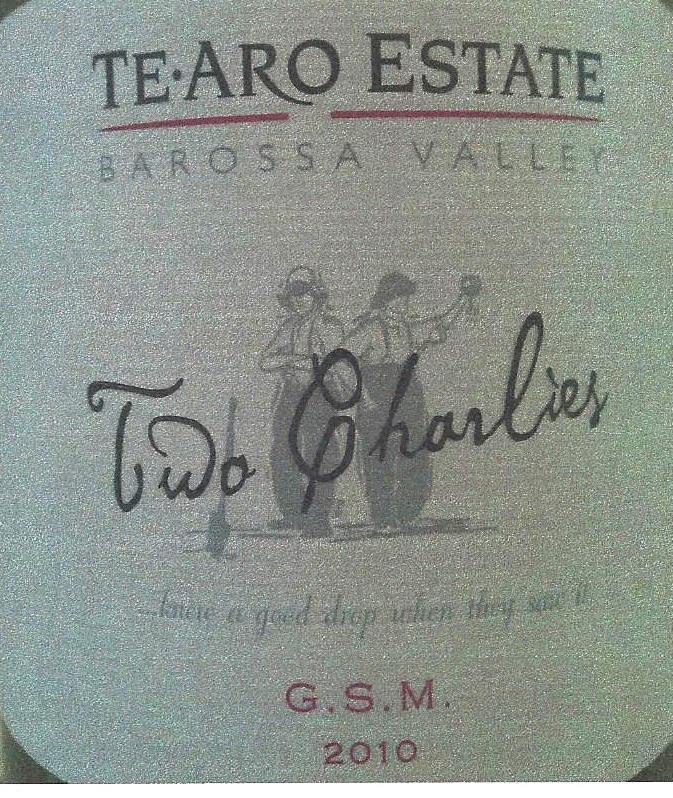 TE·ARO ESTATE
BAROSSA VALLEY
Two Charlies
...knew a good drop when they saw it
G.S.M.
2010